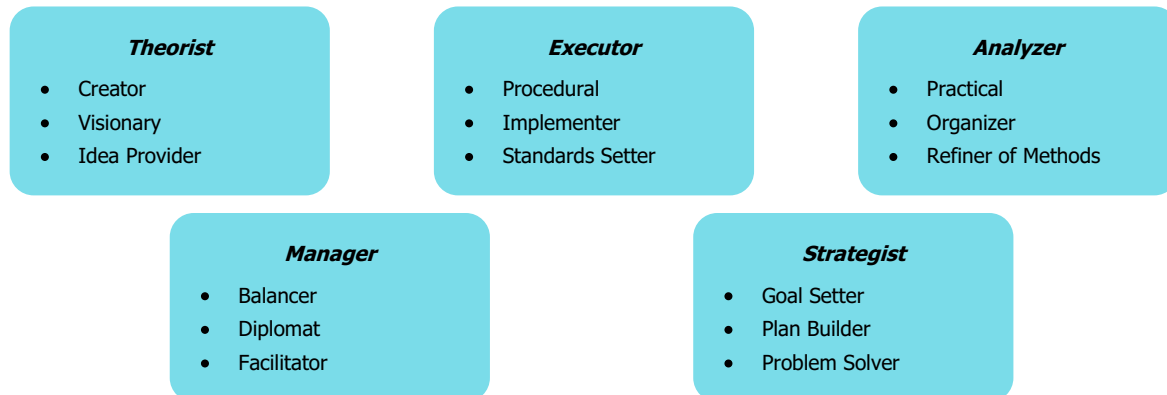 Theorist
• Creator
• Visionary
• Idea Provider
Executor
• Procedural
• Implementer
• Standards Setter
Analyzer
• Practical
• Organizer
• Refiner of Methods
Manager
• Balancer
• Diplomat
• Facilitator
Strategist
• Goal Setter
• Plan Builder
• Problem Solver